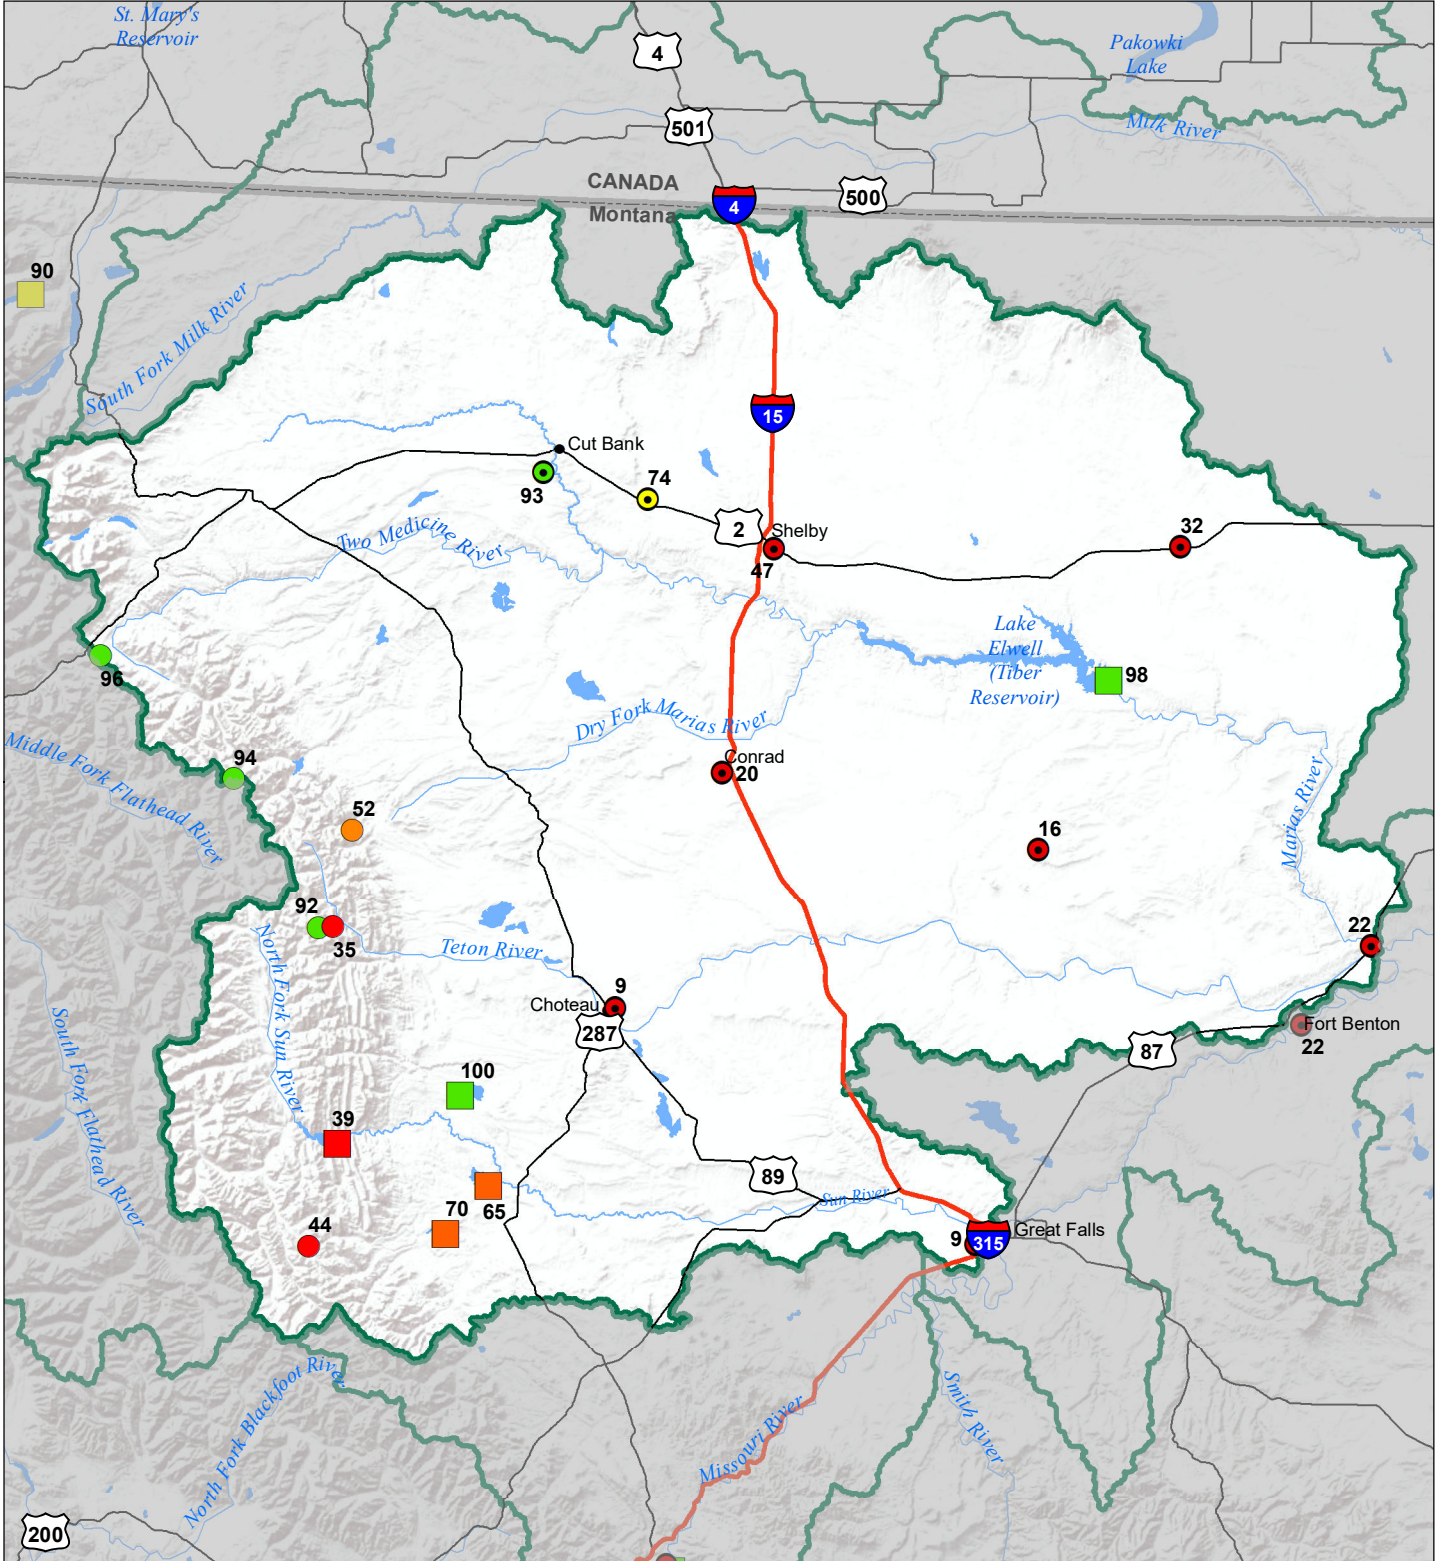 St. Mary's
Reservoir
4
Pakowki
Lake
501
Milk River
CANADA
Montana
4
500
90
South Fork Milk River
15
Cut Bank
93
74
2
Shelby
47
32
Two Medicine River
Lake
Elwell
(Tiber
Reservoir)
98
96
Dry Fork Marias River
Middle Fork Flathead River
94
Conrad
20
52
16
Marias River
92
35
North Fork Sun River
Teton River
22
9
Choteau
287
Fort Benton
22
87
South Fork Flathead River
100
39
89
Sun River
65
70
44
9
315
Great Falls
North Fork Blackfoot River
Missouri River
Smith River
200